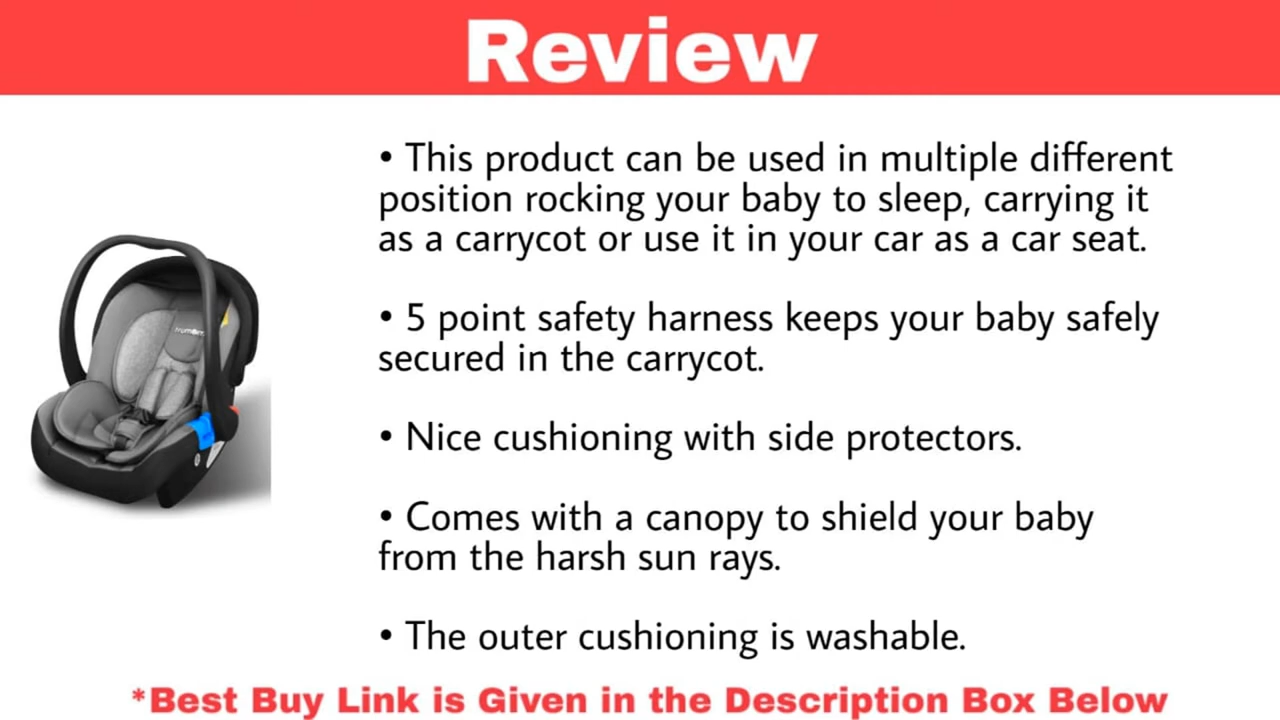 Review
• This product can be used in multiple different
position rocking your baby to sleep, carrying it
as a carrycot or use it in your car as a car seat.
• 5 point safety harness keeps your baby safely
secured in the carrycot.
• Nice cushioning with side protectors.
• Comes with a canopy to shield your baby
from the harsh sun rays.
• The outer cushioning is washable.
*Best Buy Link is Given in the Description Box Below